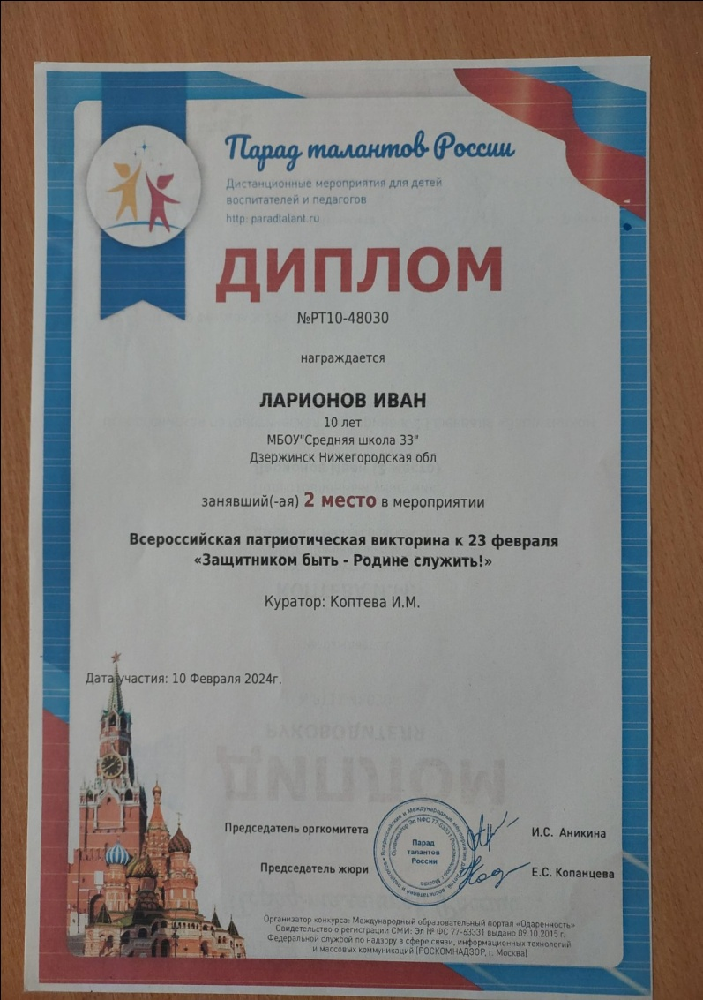 Парад талантов России
Дистанционные мероприятия для детей
воспитателей и педагогов
http: paradtalant.ru
ДИПЛОМ
№РТ10-48030
награждается
ЛАРИОНОВ ИВАН
10 лет
МБОУ"Средняя школа 33"
Дзержинск Нижегородская обл
занявший(-ая) 2 место в мероприятии
Всероссийская патриотическая викторина к 23 февраля
«Защитником быть - Родине служить!»
Куратор: Коптева И.М.
Дата участия: 10 Февраля 2024г.
Председатель оргкомитета
И.С. Аникина
Председатель жюри
Е.С. Копанцева
Парад
талантов
России
Организатор конкурса: Международный образовательный портал «Одаренность»
Свидетельство о регистрации СМИ: Эл № ФС 77-63331 выдано 09.10.2015 г.
Федеральной службой по надзору в сфере связи, информационных технологий
и массовых коммуникаций (РОСКОМНАДЗОР, г. Москва)